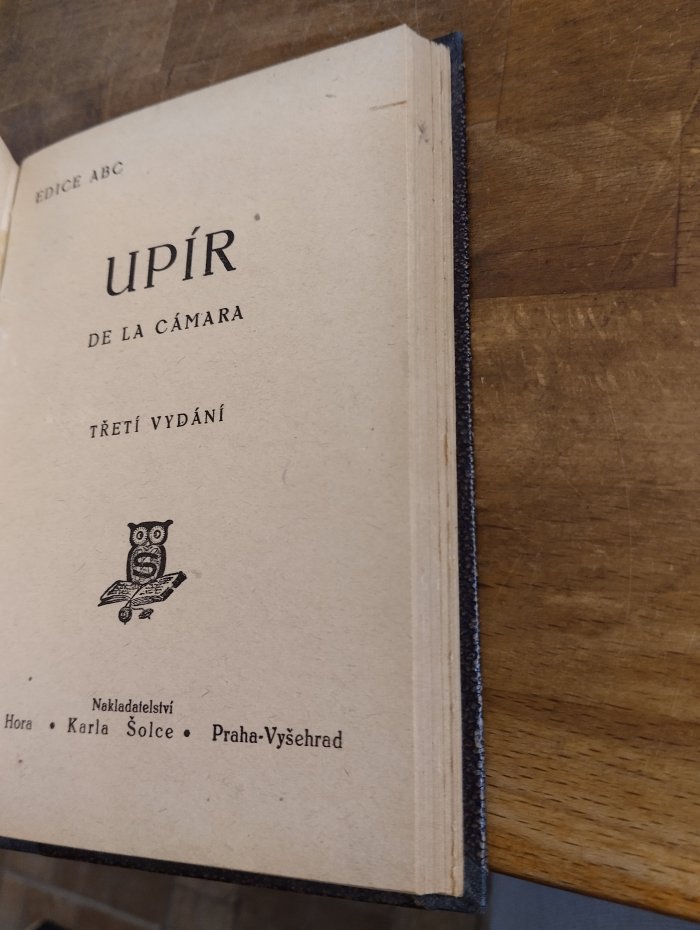 EDICE ABC
UPÍR
DE LA CÁMARA
TŘETÍ VYDÁNÍ
S
Nakladatelství
Hora • Karla Šolce • Praha-Vyšehrad